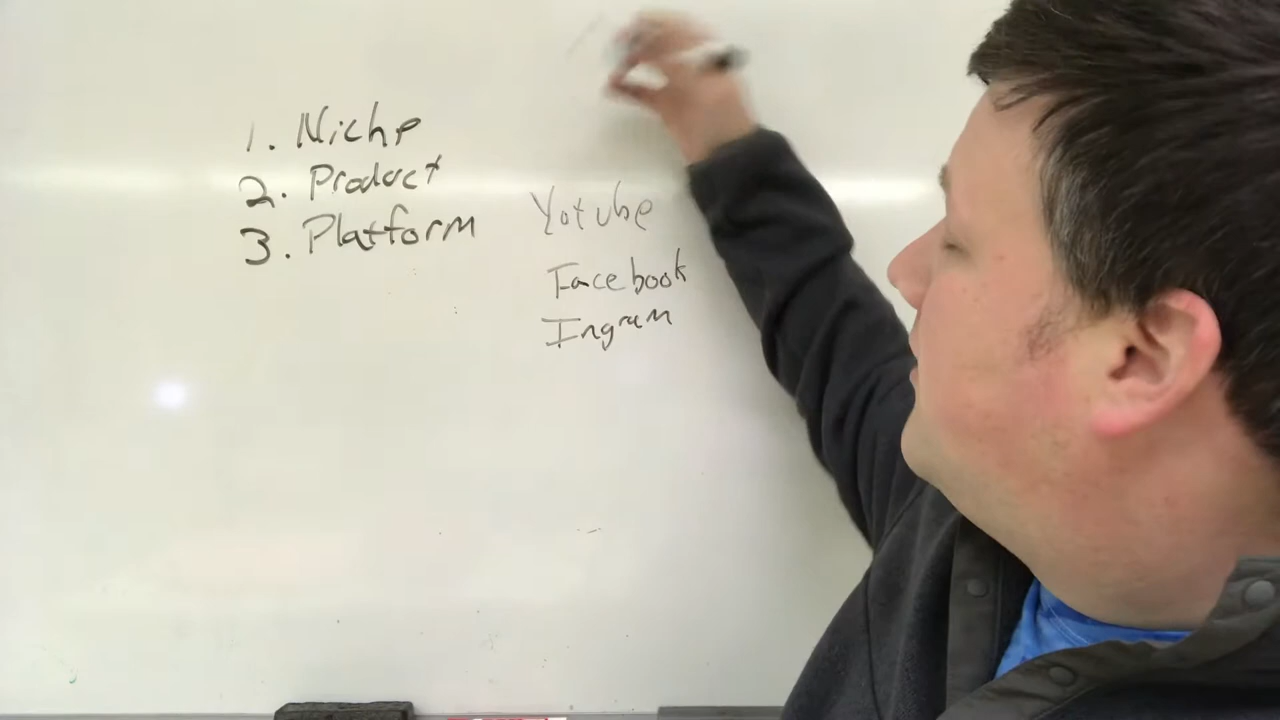 1. Niche
2. Product
3. Platform
Yotube
Facebook
Ingram